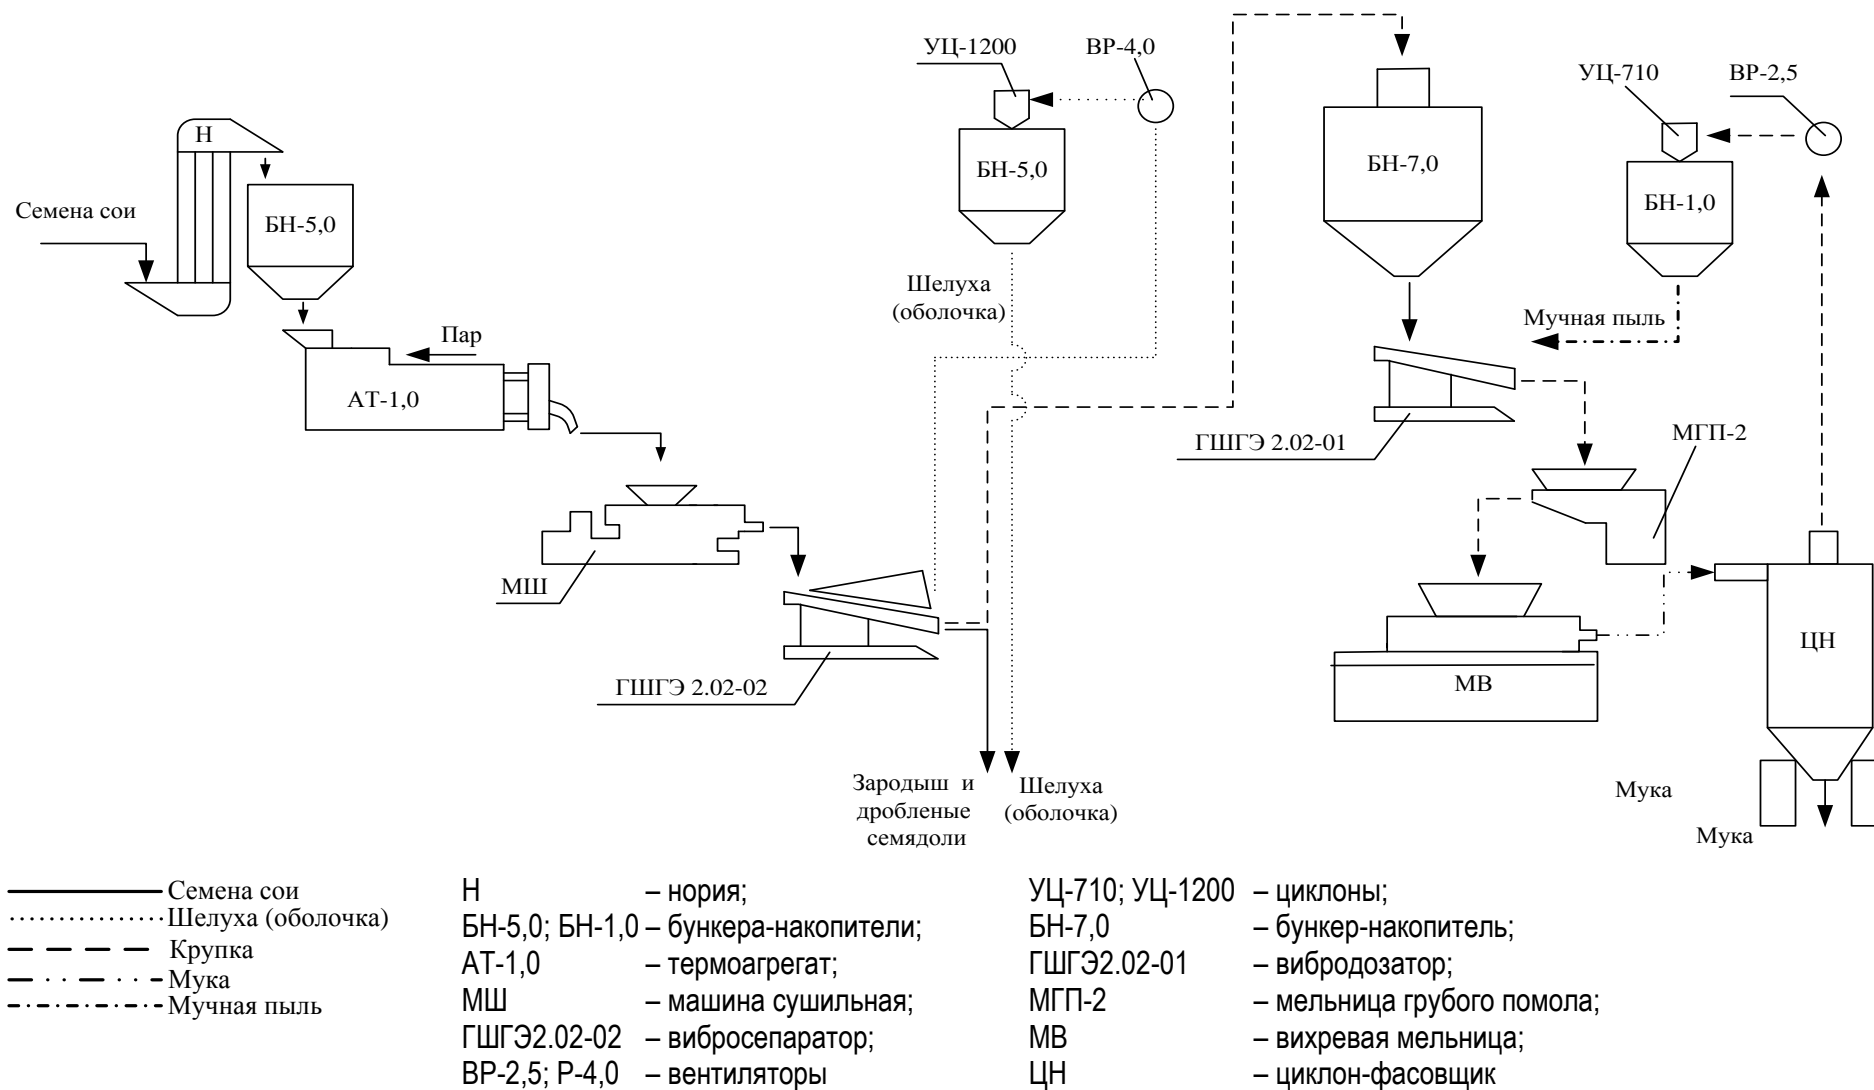 УЦ-1200
ВР-4,0
УЦ-710
ВР-2,5
Н
БН-5,0
БН-7,0
БН-1,0
Семена сои
БН-5,0
Шелуха
(оболочка)
Мучная пыль
Пар
АТ-1,0
ГШГЭ 2.02-01
МГП-2
МШ
ЦН
ГШГЭ 2.02-02
МВ
Зародыш и
дробленые
семядоли
Шелуха
(оболочка)
Мука
Мука
Семена сои
Шелуха (оболочка)
Крупка
Мука
Мучная пыль
Н – нория;
БН-5,0; БН-1,0 – бункера-накопители;
АТ-1,0 – термоагрегат;
МШ – машина сушильная;
ГШГЭ2.02-02 – вибросепаратор;
ВР-2,5; Р-4,0 – вентиляторы
УЦ-710; УЦ-1200 – циклоны;
БН-7,0 – бункер-накопитель;
ГШГЭ2.02-01 – вибродозатор;
МГП-2 – мельница грубого помола;
МВ – вихревая мельница;
ЦН – циклон-фасовщик